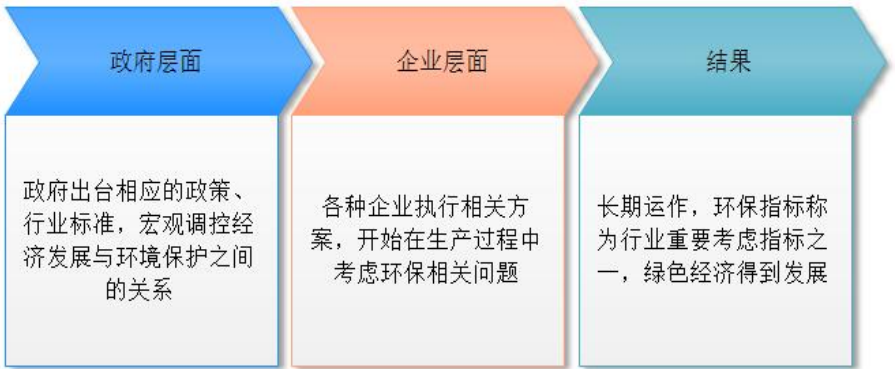 政府层面
企业层面
结果
政府出台相应的政策、
行业标准，宏观调控经
济发展与环境保护之间
的关系
各种企业执行相关方
案，开始在生产过程中
考虑环保相关问题
长期运作，环保指标称
为行业重要考虑指标之
一，绿色经济得到发展